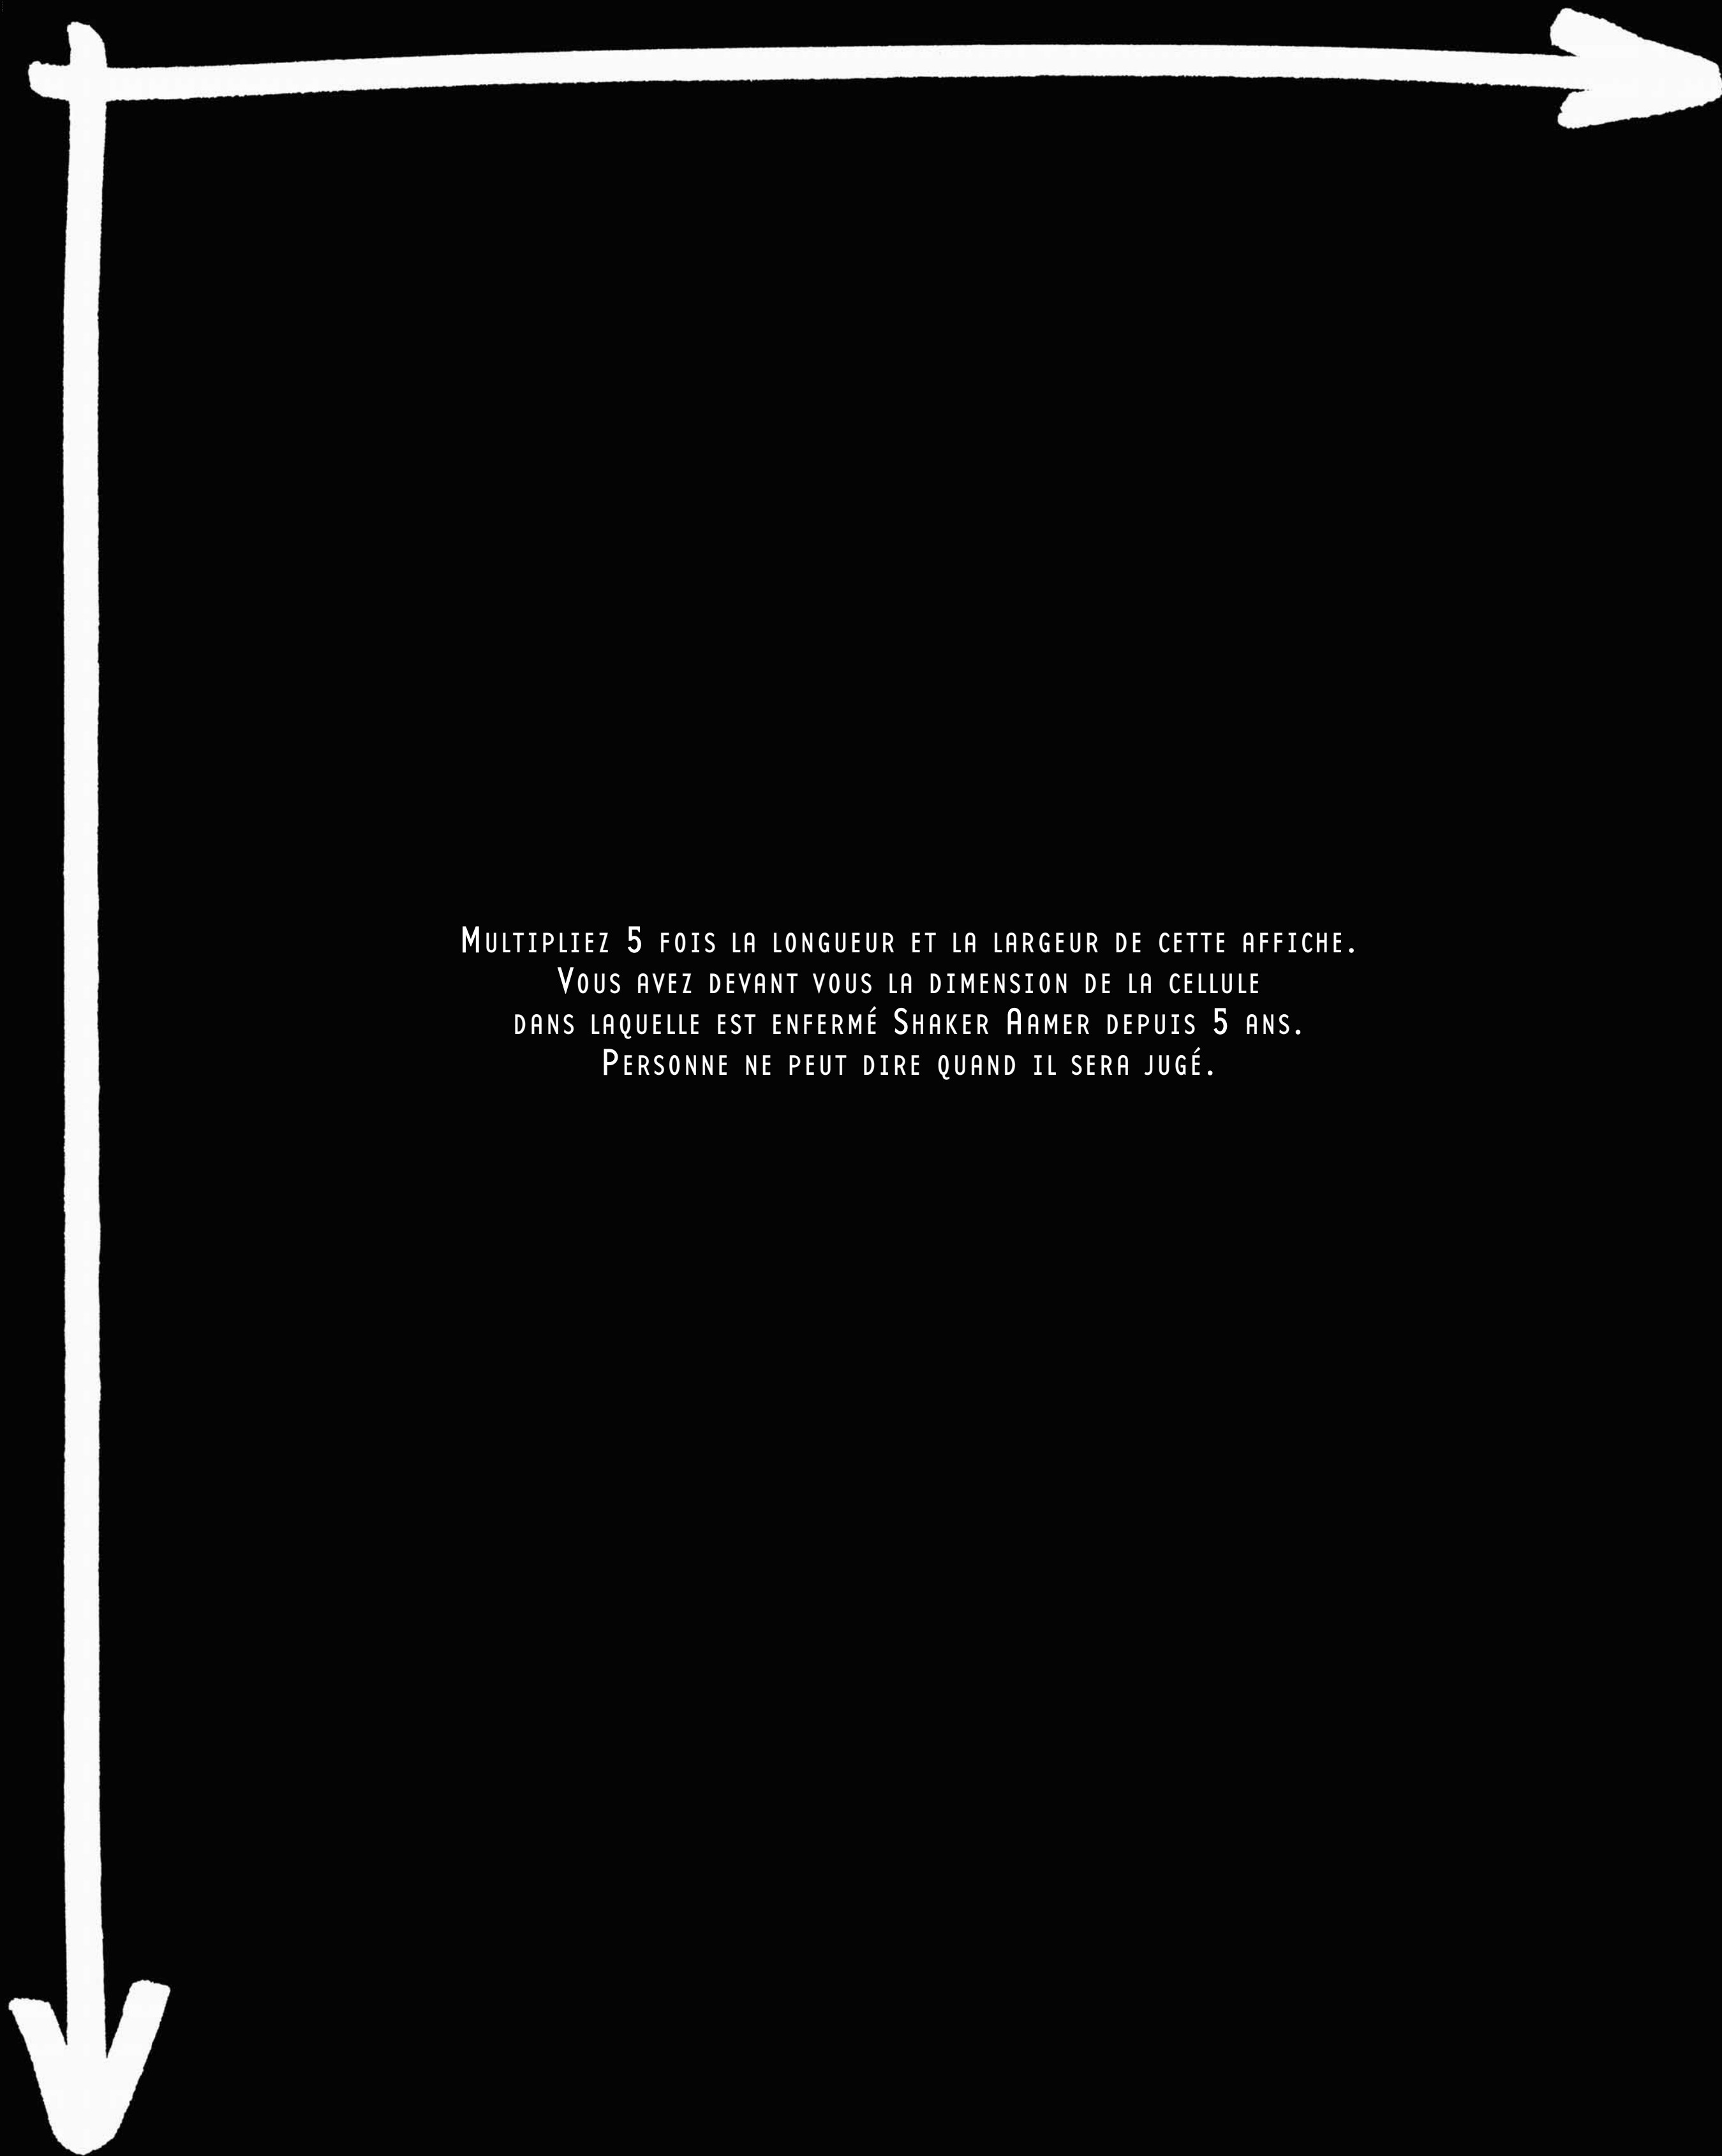 Multipliez 5 fois la longueur et la largeur de cette affiche.
Vous avez devant vous la dimension de la cellule
dans laquelle est enfermé Shaker Aamer depuis 5 ans.
Personne ne peut dire quand il sera jugé.